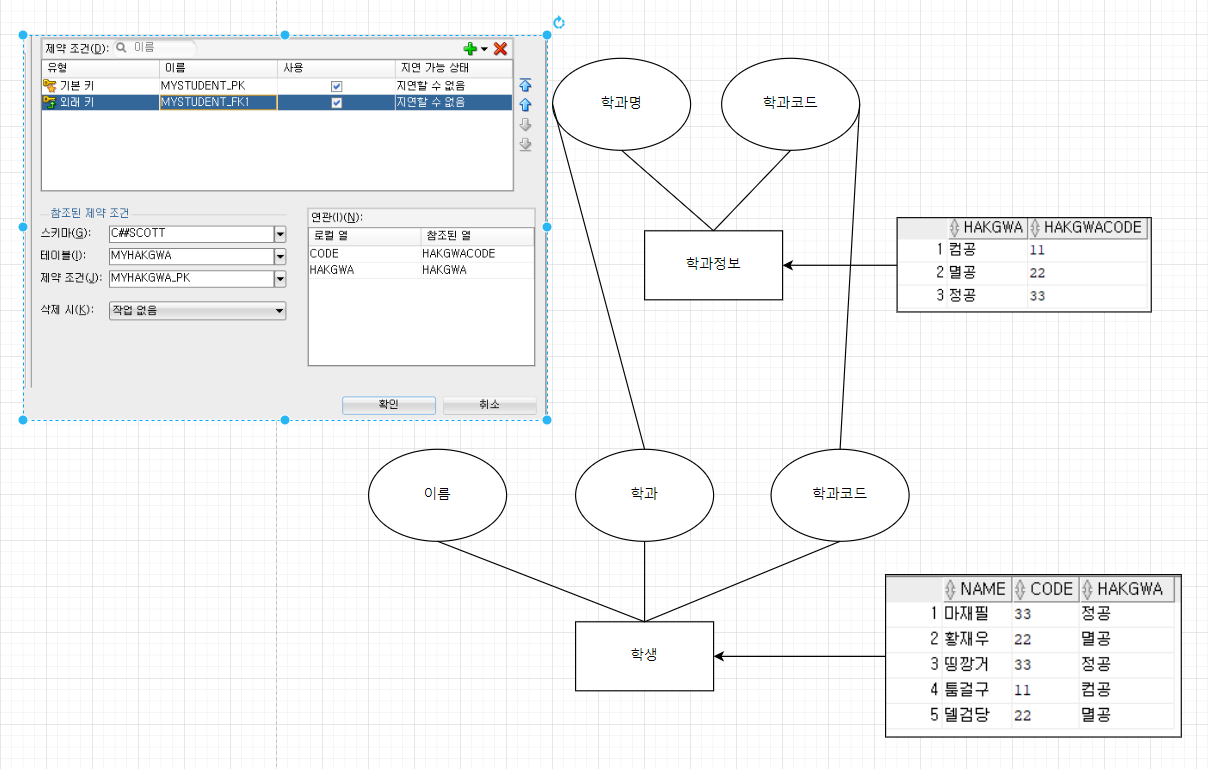 제약 조건(D): 이름
유형 이름 사용 지연 가능 상태
기본 키 MYSTUDENT_PK 지연할 수 없음
외래 키 MYSTUDENT_FK1 지연할 수 없음
참조된 제약 조건
스키마(G): C##SCOTT
테이블(I): MYHAKGWA
제약 조건(J): MYHAKGWA_PK
삭제 시(K): 작업 없음
연관(I)(N):
로컬 열 참조된 열
CODE HAKGWACODE
HAKGWA HAKGWA
확인 취소
학과명 학과코드
학과정보
HAKGWA HAKGWACODE
1 컴공 11
2 멸공 22
3 정공 33
이름 학과 학과코드
학생
NAME CODE HAKGWA
1 마재필 33 정공
2 황재우 22 멸공
3 띵깡거 33 정공
4 툼걸구 11 컴공
5 델검당 22 멸공